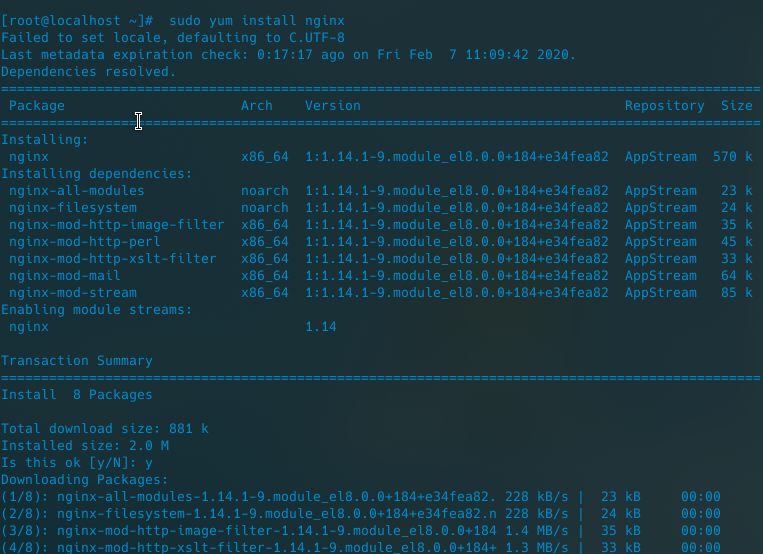 [root@localhost ~]#  sudo yum install nginx
Failed to set locale, defaulting to C.UTF-8
Last metadata expiration check: 0:17:17 ago on Fri Feb  7 11:09:42 2020.
Dependencies resolved.
================================================================================
 Package                      Arch    Version                                 Repository  Size
================================================================================
Installing:
 nginx                        x86_64  1:1.14.1-9.module_el8.0.0+184+e34fea82  AppStream  570 k
Installing dependencies:
 nginx-all-modules            noarch  1:1.14.1-9.module_el8.0.0+184+e34fea82  AppStream   23 k
 nginx-filesystem             noarch  1:1.14.1-9.module_el8.0.0+184+e34fea82  AppStream   24 k
 nginx-mod-http-image-filter  x86_64  1:1.14.1-9.module_el8.0.0+184+e34fea82  AppStream   35 k
 nginx-mod-http-perl          x86_64  1:1.14.1-9.module_el8.0.0+184+e34fea82  AppStream   45 k
 nginx-mod-http-xslt-filter   x86_64  1:1.14.1-9.module_el8.0.0+184+e34fea82  AppStream   33 k
 nginx-mod-mail               x86_64  1:1.14.1-9.module_el8.0.0+184+e34fea82  AppStream   64 k
 nginx-mod-stream             x86_64  1:1.14.1-9.module_el8.0.0+184+e34fea82  AppStream   85 k
Enabling module streams:
 nginx                                1.14
Transaction Summary
================================================================================
Install  8 Packages
Total download size: 881 k
Installed size: 2.0 M
Is this ok [y/N]: y
Downloading Packages:
(1/8): nginx-all-modules-1.14.1-9.module_el8.0.0+184+e34fea82. 228 kB/s |  23 kB     00:00
(2/8): nginx-filesystem-1.14.1-9.module_el8.0.0+184+e34fea82.n 228 kB/s |  24 kB     00:00
(3/8): nginx-mod-http-image-filter-1.14.1-9.module_el8.0.0+184 1.4 MB/s |  35 kB     00:00
(4/8): nginx-mod-http-xslt-filter-1.14.1-9.module_el8.0.0+184+ 1.3 MB/s |  33 kB     00:00